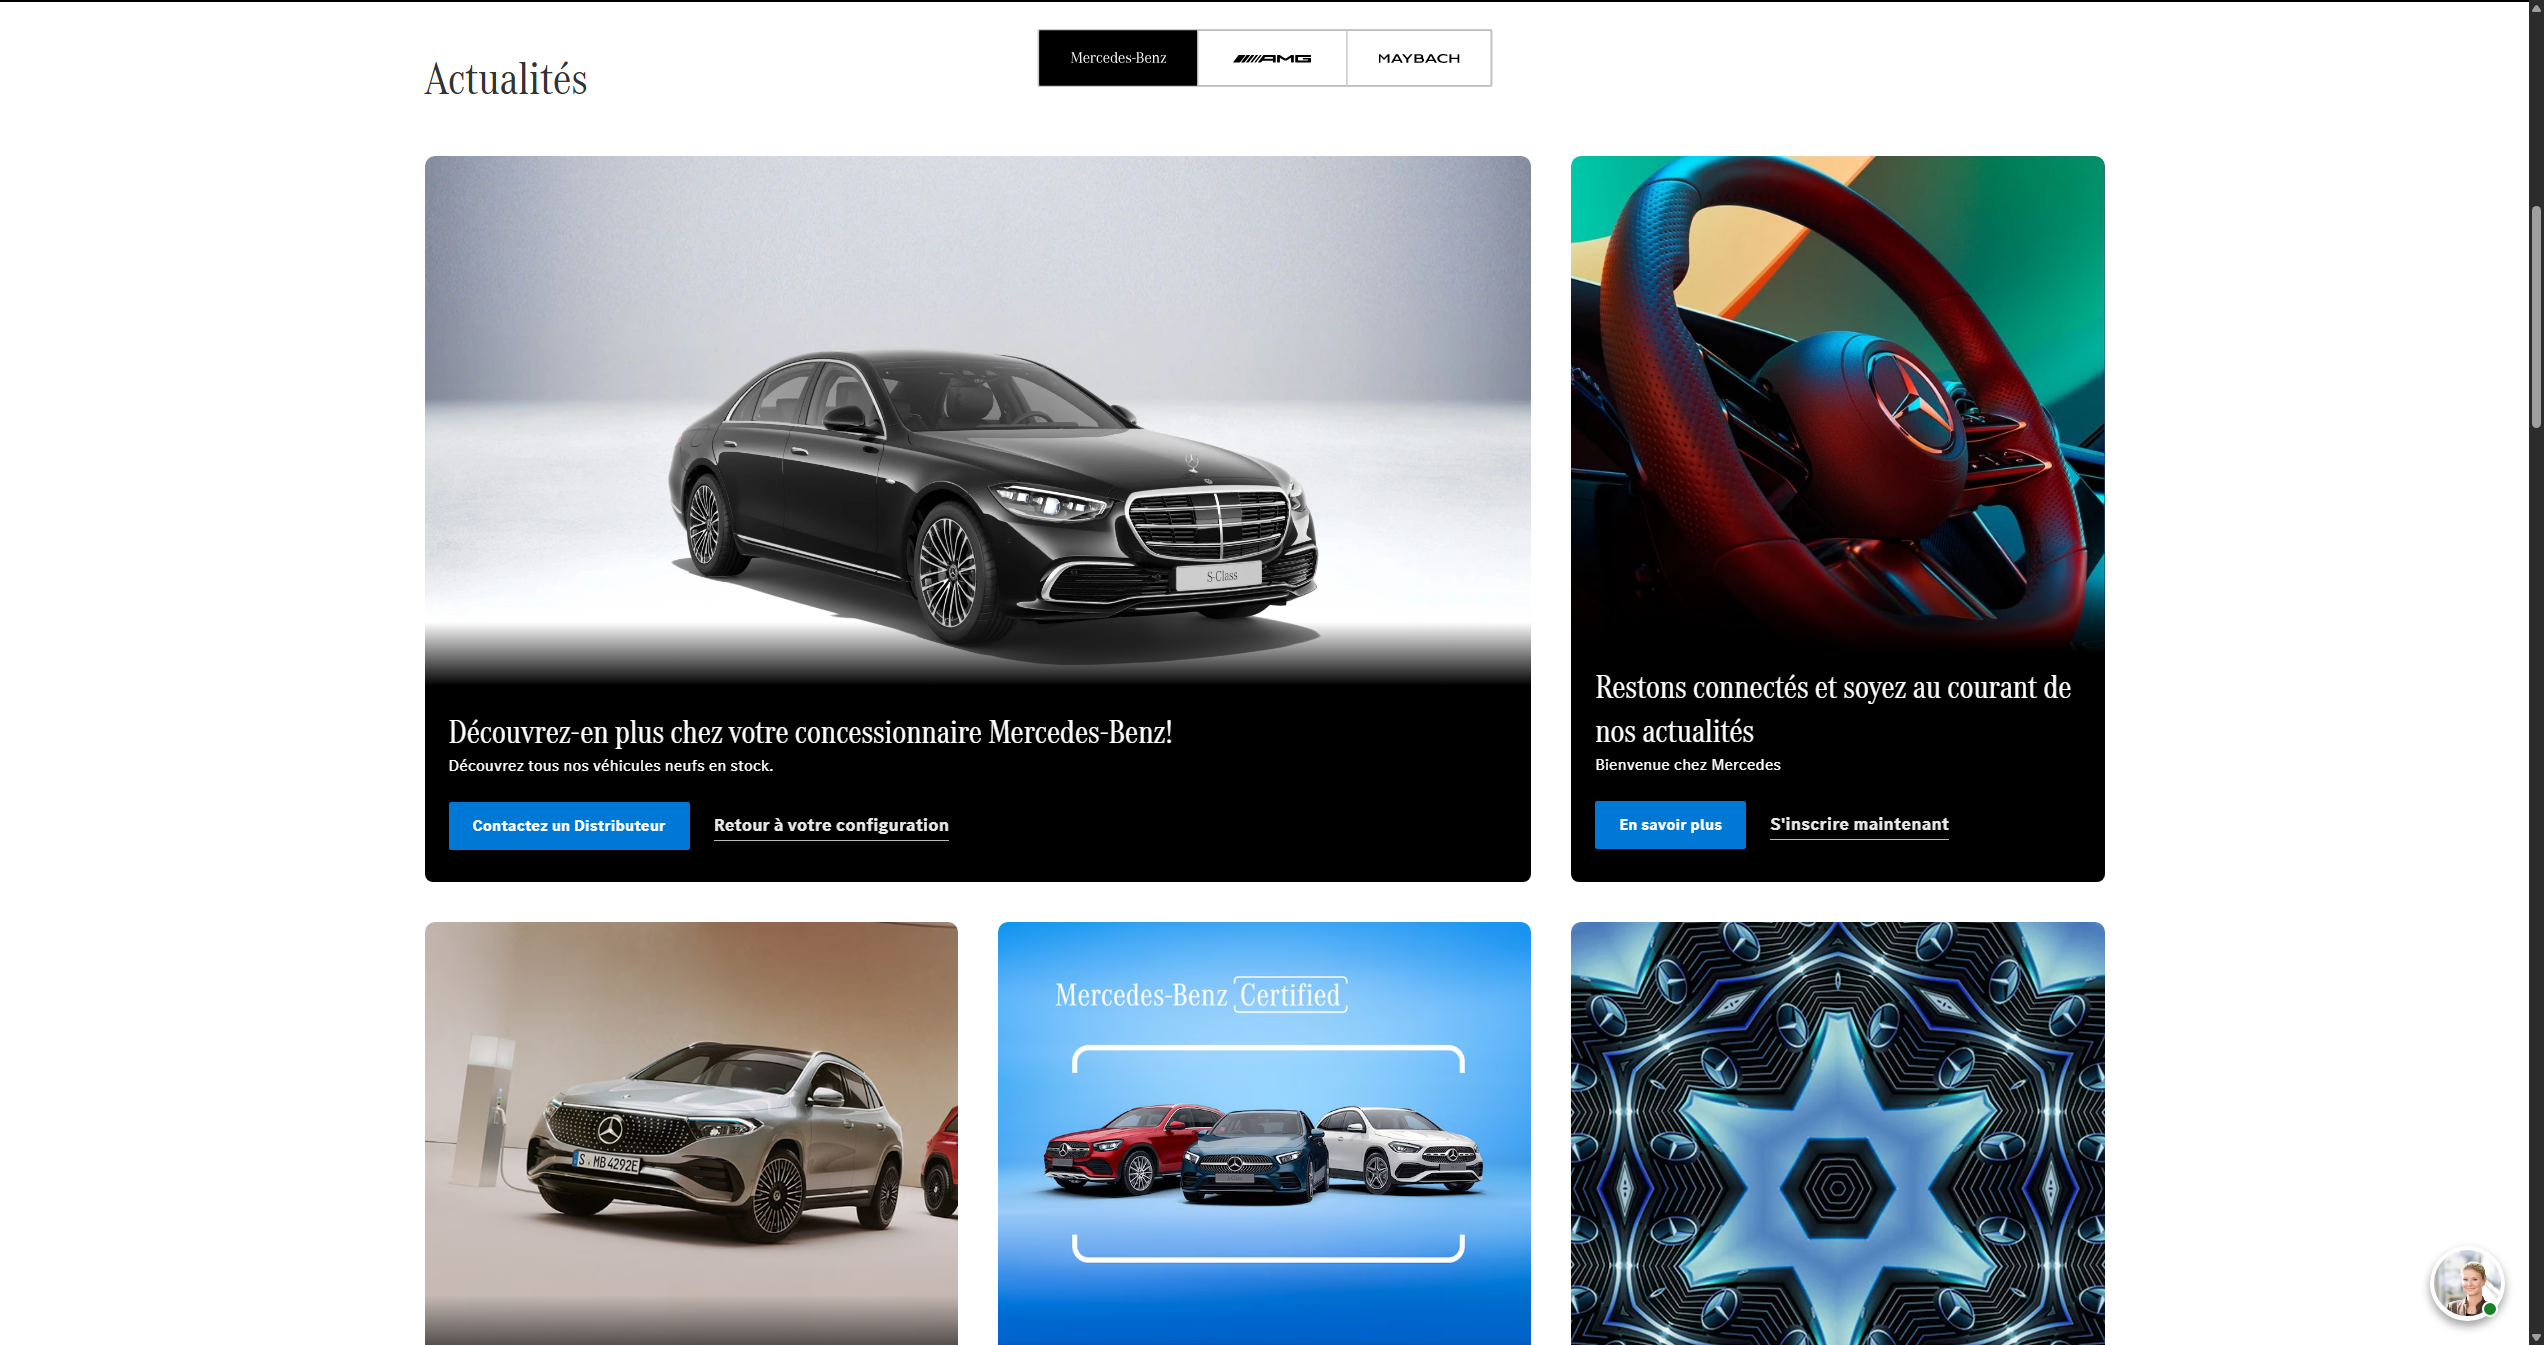 Mercedes-Benz
AMG
MAYBACH
Actualités
S-Class
Découvrez-en plus chez votre concessionnaire Mercedes-Benz!
Découvrez tous nos véhicules neufs en stock.
Contactez un Distributeur
Retour à votre configuration
Restons connectés et soyez au courant de
nos actualités
Bienvenue chez Mercedes
En savoir plus
S'inscrire maintenant
S MB 4292E
Mercedes-Benz Certified